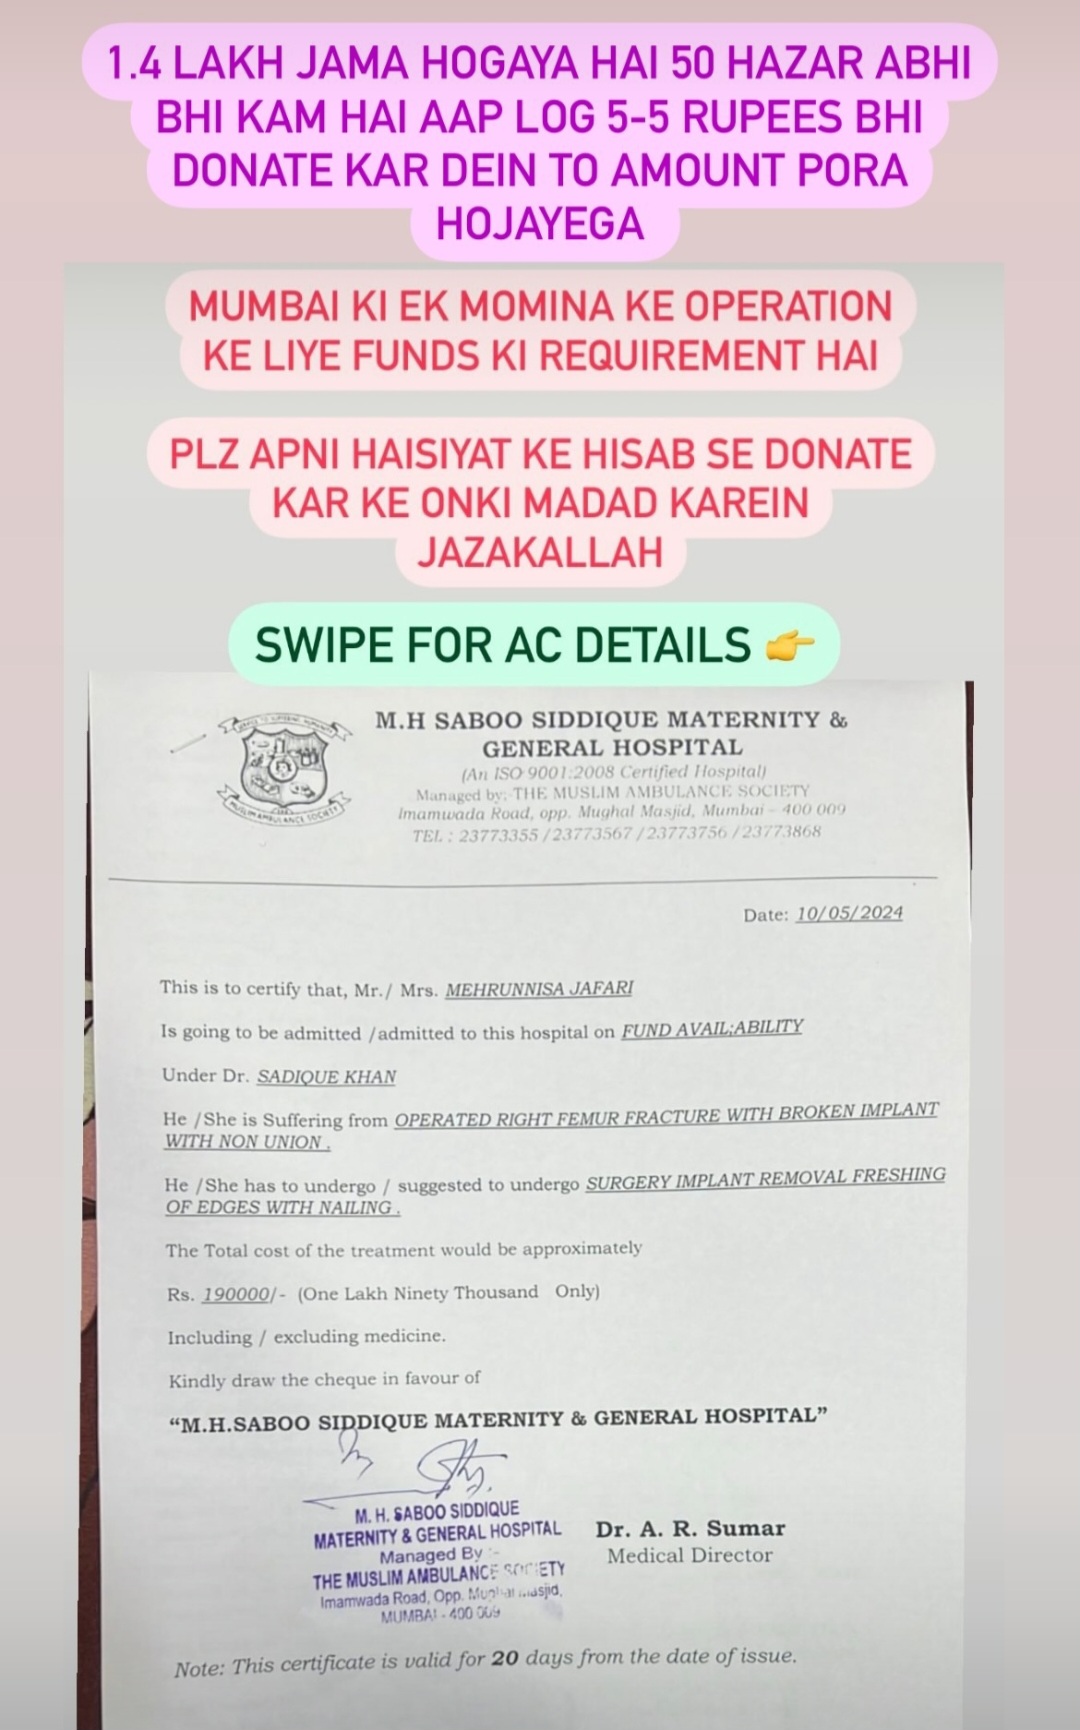 1.4 LAKH JAMA HOGAYA HAI 50 HAZAR ABHI
BHI KAM HAI AAP LOG 5-5 RUPEES BHI
DONATE KAR DEIN TO AMOUNT PORA
HOJAYEGA
MUMBAI KI EK MOMINA KE OPERATION
KE LIYE FUNDS KI REQUIREMENT HAI
PLZ APNI HAISIYAT KE HISAB SE DONATE
KAR KE ONKI MADAD KAREIN
JAZAKALLAH
SWIPE FOR AC DETAILS 👉
M.H SABOO SIDDIQUE MATERNITY &
GENERAL HOSPITAL
(An ISO 9001:2008 Certified Hospital)
Managed by:- THE MUSLIM AMBULANCE SOCIETY
Imamwada Road, opp. Mughal Masjid, Mumbai - 400 009
TEL : 23773355 /23773567 /23773756 /23773868
MUSLIM AMBULANCE SOCIETY
Date: 10/05/2024
This is to certify that, Mr./ Mrs. MEHRUNNISA JAFARI
Is going to be admitted /admitted to this hospital on FUND AVAIL;ABILITY
Under Dr. SADIQUE KHAN
He /She is Suffering from OPERATED RIGHT FEMUR FRACTURE WITH BROKEN IMPLANT
WITH NON UNION .
He /She has to undergo / suggested to undergo SURGERY IMPLANT REMOVAL FRESHING
OF EDGES WITH NAILING .
The Total cost of the treatment would be approximately
Rs. 190000/- (One Lakh Ninety Thousand Only)
Including / excluding medicine.
Kindly draw the cheque in favour of
“M.H.SABOO SIDDIQUE MATERNITY & GENERAL HOSPITAL”
M. H. SABOO SIDDIQUE
MATERNITY & GENERAL HOSPITAL
Managed By :-
THE MUSLIM AMBULANCE SOCIETY
Imamwada Road, Opp. Mughal Masjid,
MUMBAI - 400 009
Dr. A. R. Sumar
Medical Director
Note: This certificate is valid for 20 days from the date of issue.